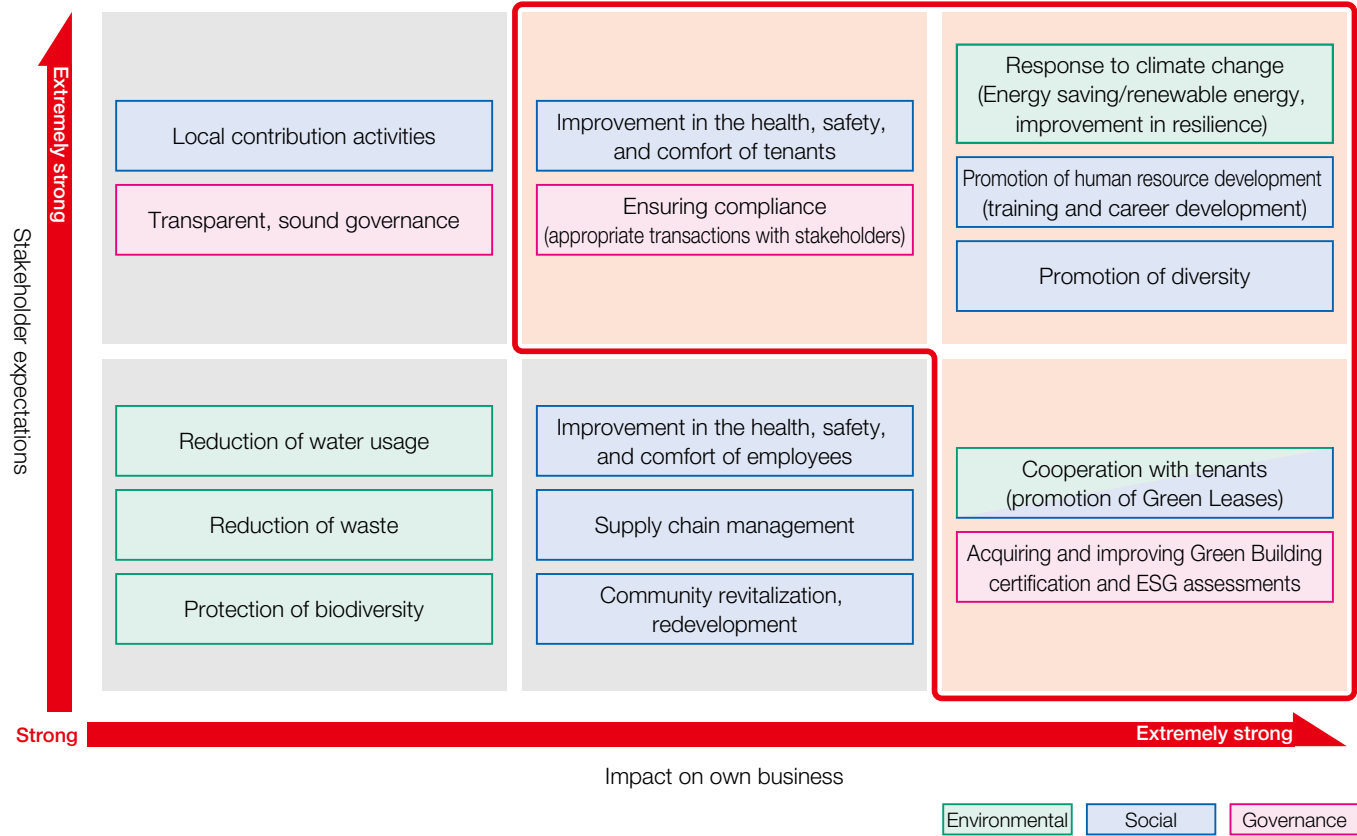 Extremely strong
Stakeholder expectations
Local contribution activities
Transparent, sound governance
Improvement in the health, safety,
and comfort of tenants
Ensuring compliance
(appropriate transactions with stakeholders)
Response to climate change
(Energy saving/renewable energy,
improvement in resilience)
Promotion of human resource development
(training and career development)
Promotion of diversity
Reduction of water usage
Reduction of waste
Protection of biodiversity
Improvement in the health, safety,
and comfort of employees
Supply chain management
Community revitalization,
redevelopment
Cooperation with tenants
(promotion of Green Leases)
Acquiring and improving Green Building
certification and ESG assessments
Strong
Extremely strong
Impact on own business
Environmental
Social
Governance